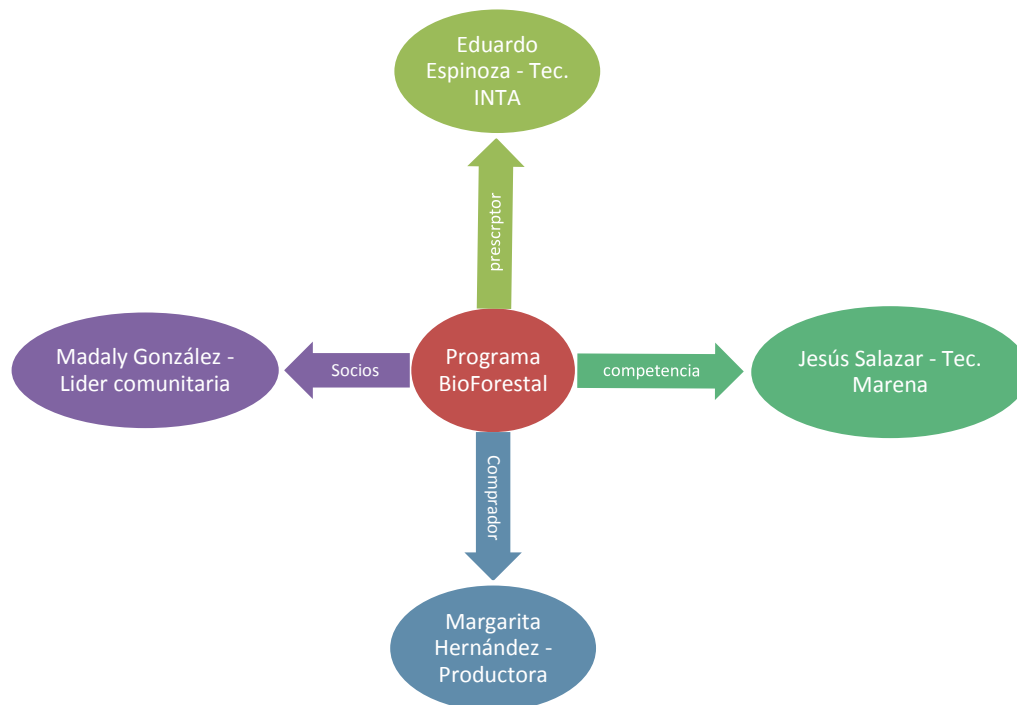 Eduardo
Espinoza - Tec.
INTA
prescrptor
Madaly González -
Lider comunitaria
Socios
Programa
BioForestal
competencia
Jesús Salazar - Tec.
Marena
Comprador
Margarita
Hernández -
Productora